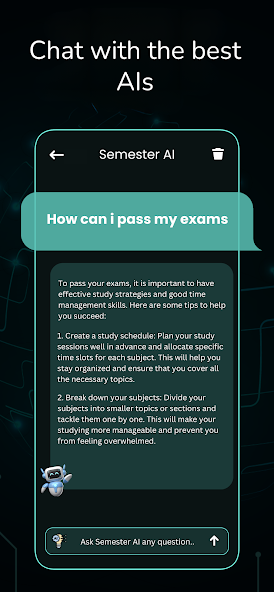 Chat with the best
AIs
Semester AI
How can i pass my exams
To pass your exams, it is important to have
effective study strategies and good time
management skills. Here are some tips to help
you succeed:
1. Create a study schedule: Plan your study
sessions well in advance and allocate specific
time slots for each subject. This will help you
stay organized and ensure that you cover all
the necessary topics.
2. Break down your subjects: Divide your
subjects into smaller topics or sections and
tackle them one by one. This will make your
studying more manageable and prevent you
from feeling overwhelmed.
Ask Semester AI any question..